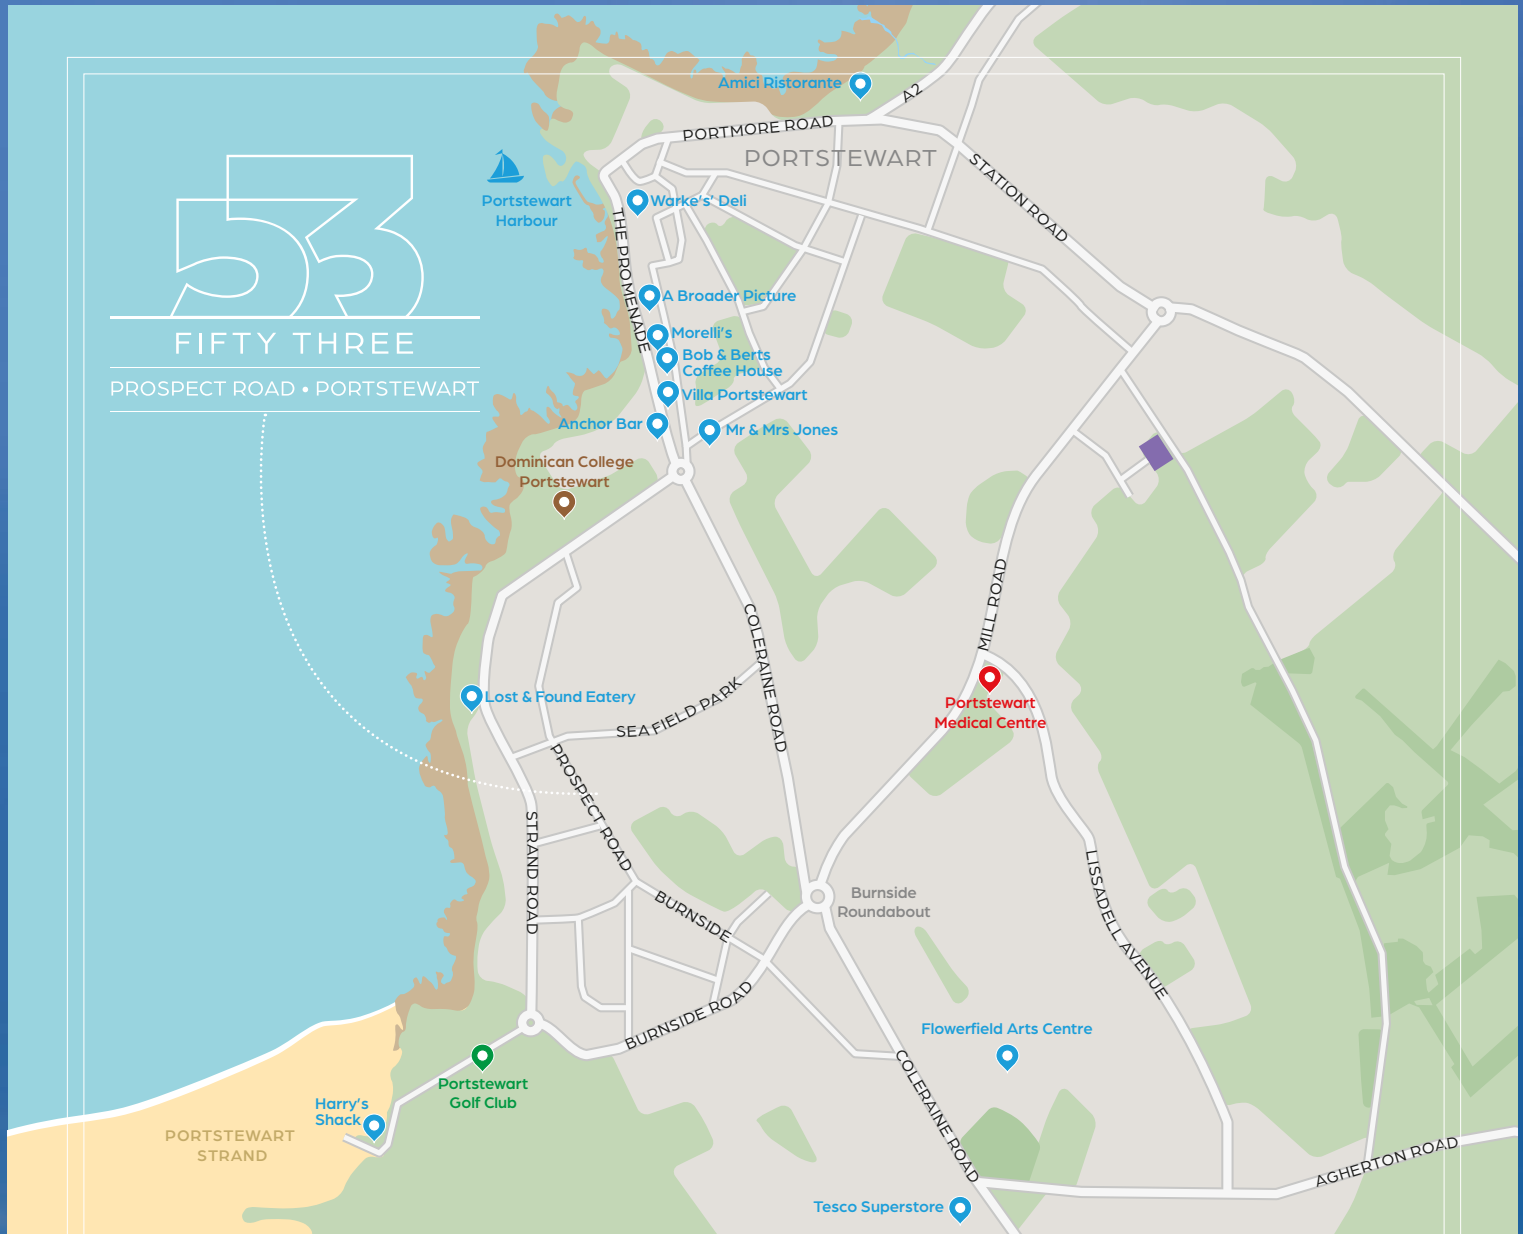 Amici Ristorante
A2
PORTMORE ROAD
PORTSTEWART
STATION ROAD
Portstewart
Harbour
Warke's' Deli
THE PROMENADE
53
FIFTY THREE
PROSPECT ROAD • PORTSTEWART
A Broader Picture
Morelli's
Bob & Berts
Coffee House
Villa Portstewart
Anchor Bar
Mr & Mrs Jones
Dominican College
Portstewart
MILL ROAD
COLERAINE ROAD
Lost & Found Eatery
SEA FIELD PARK
Portstewart
Medical Centre
PROSPECT ROAD
STRAND ROAD
BURNSIDE
Burnside
Roundabout
LISSADELL AVENUE
BURNSIDE ROAD
Flowerfield Arts Centre
COLERAINE ROAD
Portstewart
Golf Club
Harry's
Shack
PORTSTEWART
STRAND
AGHERTON ROAD
Tesco Superstore